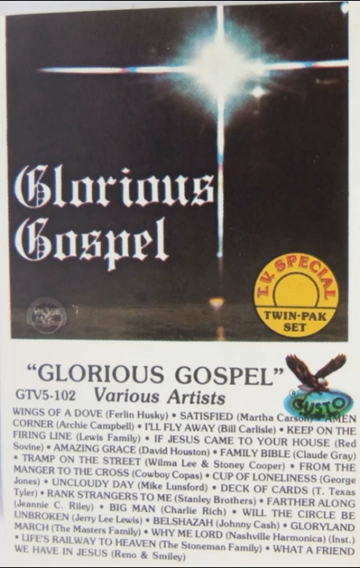 Glorious
Gospel
T.V. SPECIAL
TWIN-PAK
SET
"GLORIOUS GOSPEL"
GTV5-102 Various Artists
GUSTO
WINGS OF A DOVE (Ferlin Husky) • SATISFIED (Martha Carson) • AMEN
CORNER (Archie Campbell) • I'LL FLY AWAY (Bill Carlisle) • KEEP ON THE
FIRING LINE (Lewis Family) • IF JESUS CAME TO YOUR HOUSE (Red
Sovine) • AMAZING GRACE (David Houston) • FAMILY BIBLE (Claude Gray)
• TRAMP ON THE STREET (Wilma Lee & Stoney Cooper) • FROM THE
MANGER TO THE CROSS (Cowboy Copas) • CUP OF LONELINESS (George
Jones) • UNCLOUDY DAY (Mike Lunsford) • DECK OF CARDS (T. Texas
Tyler) • RANK STRANGERS TO ME (Stanley Brothers) • FARTHER ALONG
(Jeannie C. Riley) • BIG MAN (Charlie Rich) • WILL THE CIRCLE BE
UNBROKEN (Jerry Lee Lewis) • BELSHAZAH (Johnny Cash) • GLORYLAND
MARCH (The Masters Family) • WHY ME LORD (Nashville Harmonica) (Inst.)
• LIFE'S RAILWAY TO HEAVEN (The Stoneman Family) • WHAT A FRIEND
WE HAVE IN JESUS (Reno & Smiley)